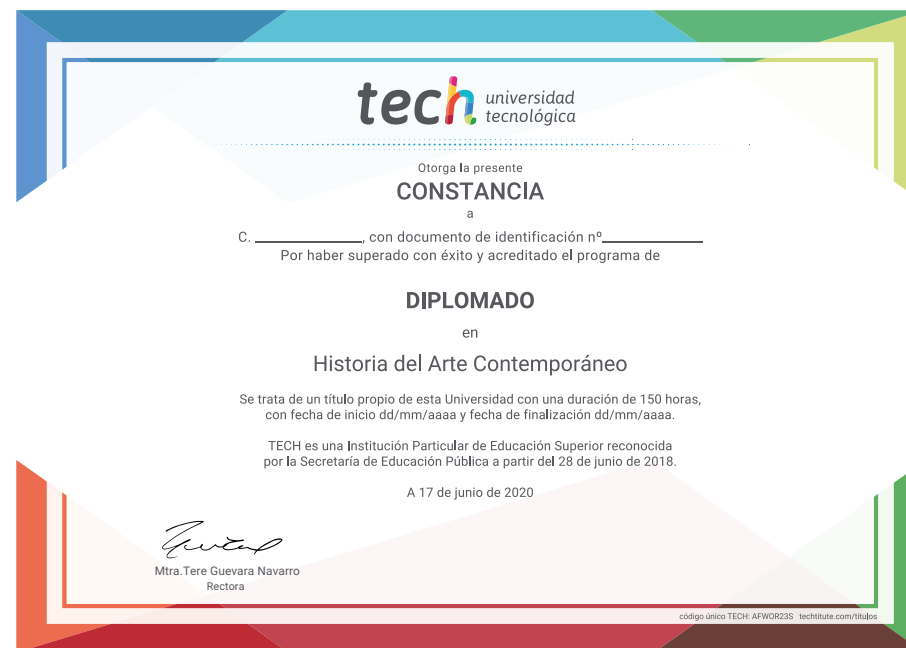 tech universidad
tecnológica
Otorga la presente
CONSTANCIA
a
C. ____________, con documento de identificación nº____________
Por haber superado con éxito y acreditado el programa de
DIPLOMADO
en
Historia del Arte Contemporáneo
Se trata de un título propio de esta Universidad con una duración de 150 horas,
con fecha de inicio dd/mm/aaaa y fecha de finalización dd/mm/aaaa.
TECH es una Institución Particular de Educación Superior reconocida
por la Secretaría de Educación Pública a partir del 28 de junio de 2018.
A 17 de junio de 2020
Mtra.Tere Guevara Navarro
Rectora
código único TECH: AFWOR23S techtitute.com/titulos